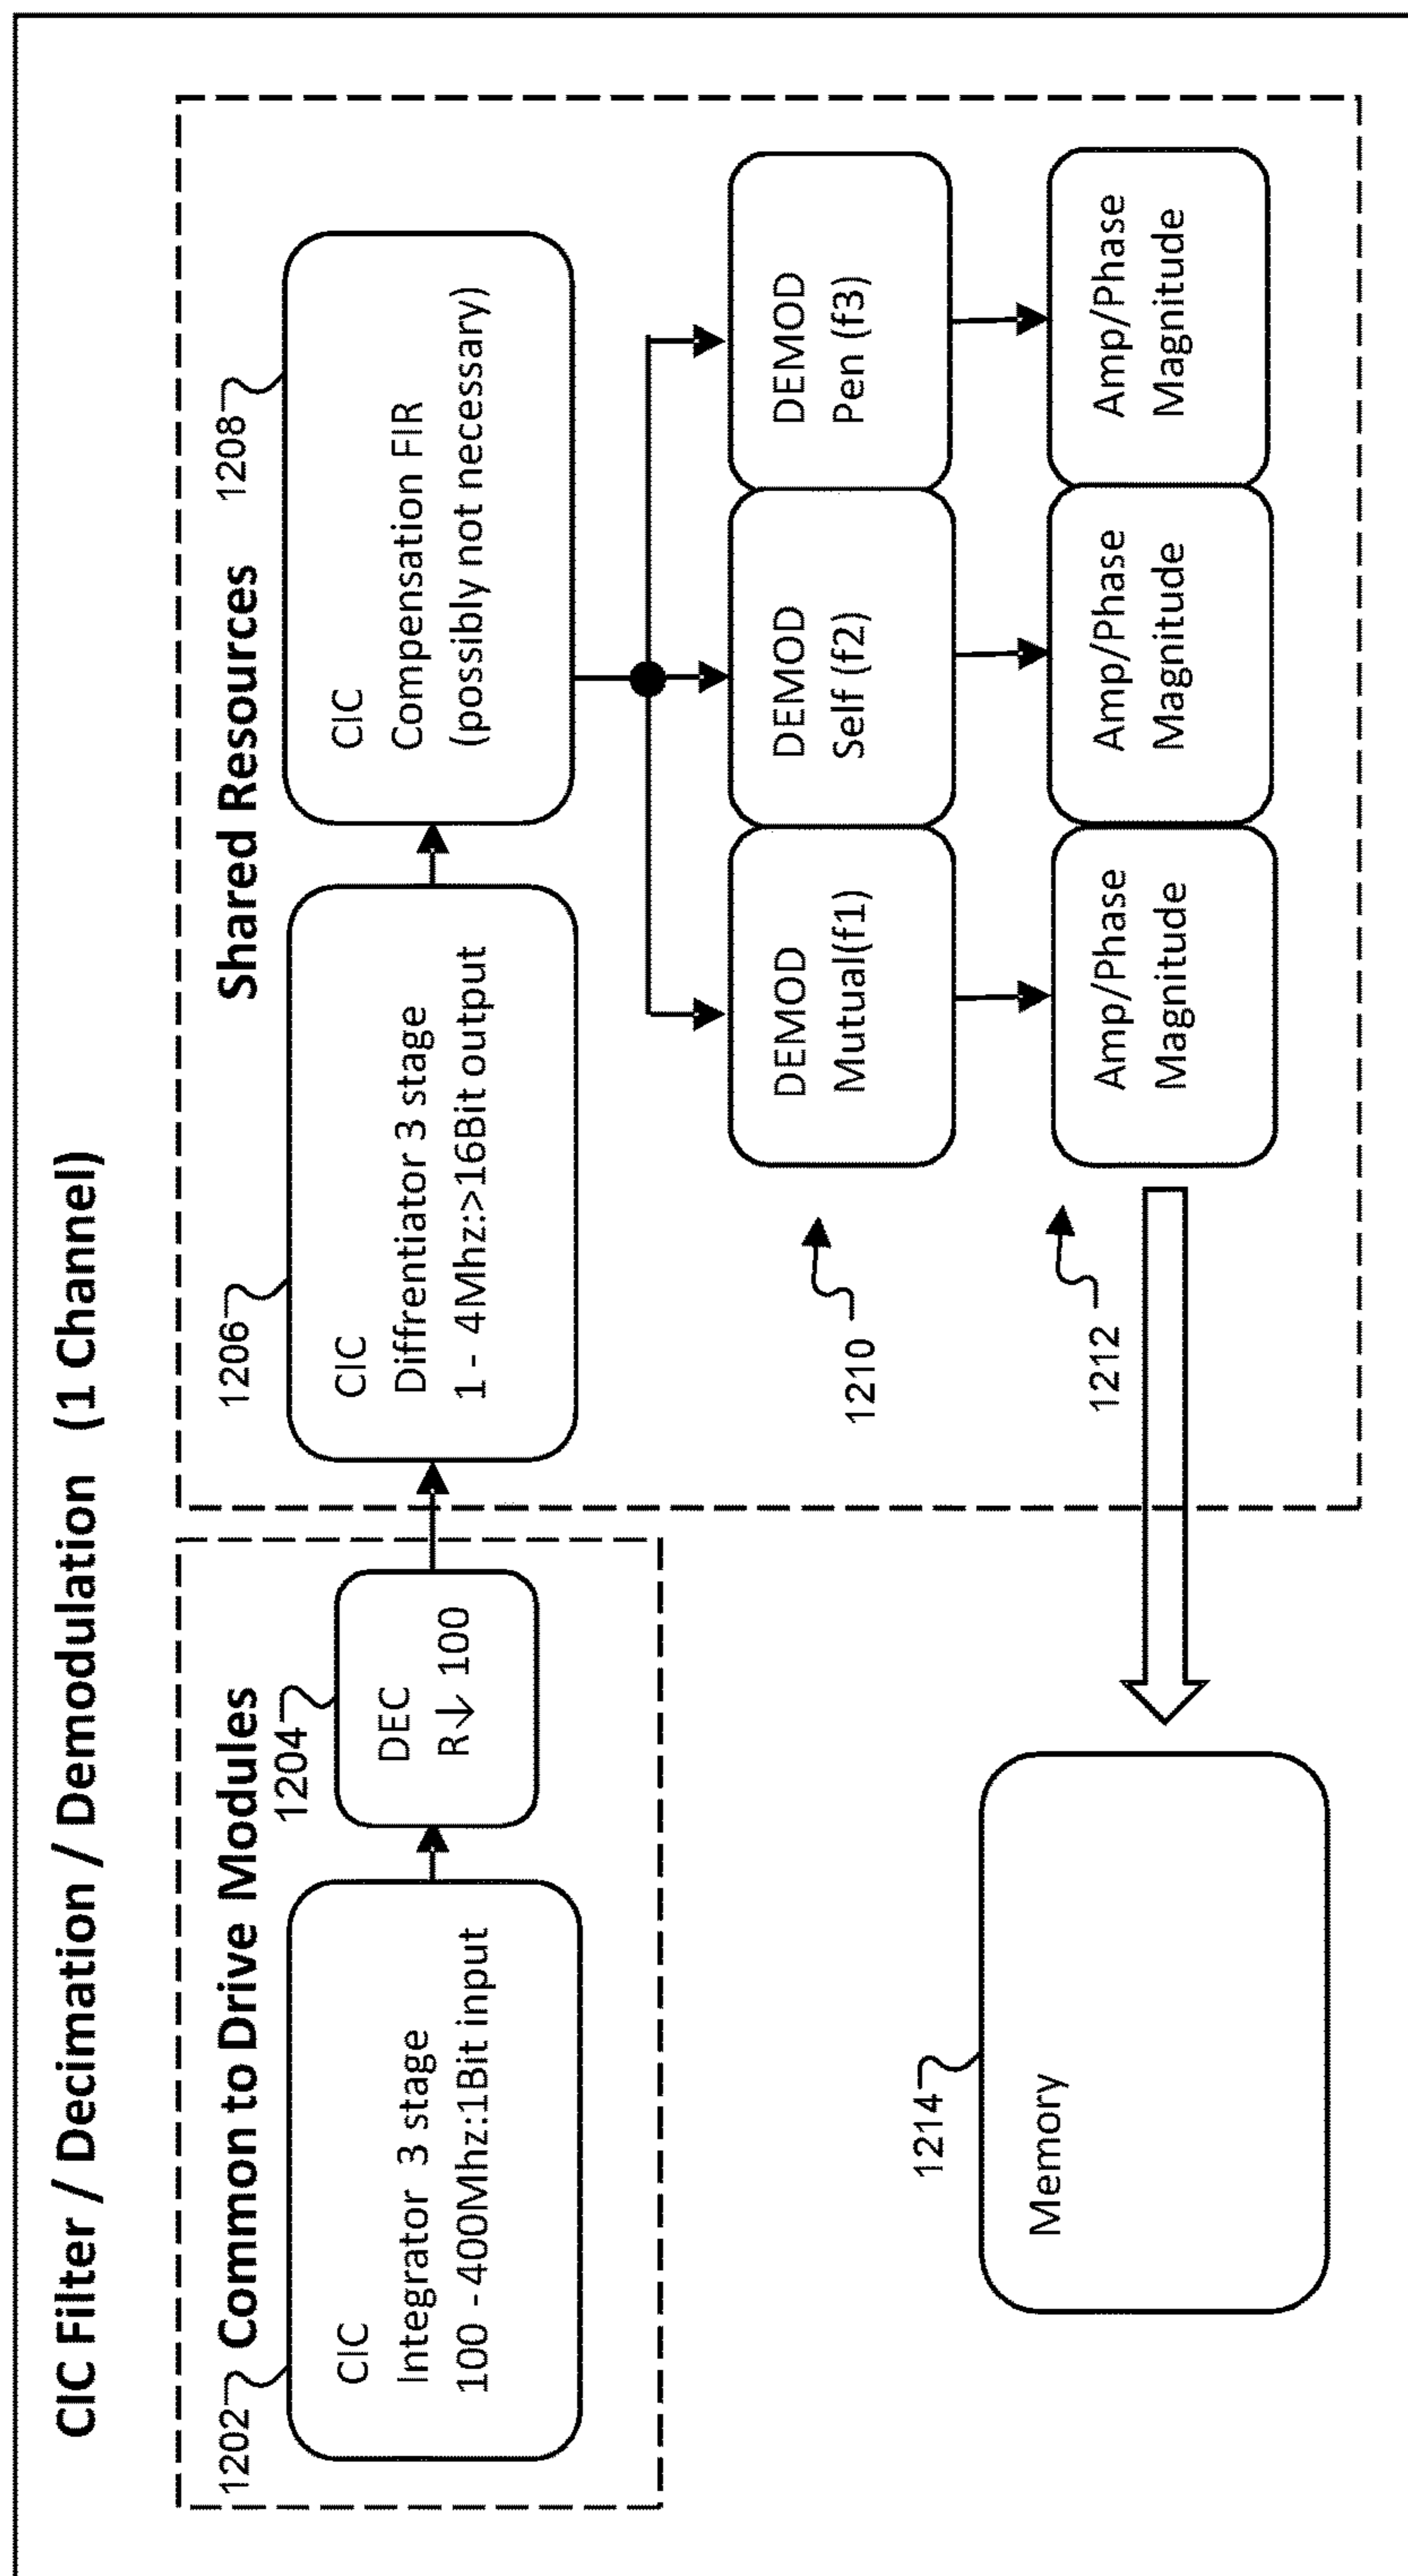 CIC Filter / Decimation / Demodulation (1 Channel)
Common to Drive Modules
1202
CIC
Integrator 3 stage
100 - 400Mhz:1Bit input
1204
DEC
R↓ 100
Shared Resources
1206
CIC
Diffrentiator 3 stage
1 - 4Mhz:>16Bit output
1208
CIC
Compensation FIR
(possibly not necessary)
1210
DEMOD
Mutual(f1)
DEMOD
Self (f2)
DEMOD
Pen (f3)
1212
Amp/Phase
Magnitude
Amp/Phase
Magnitude
Amp/Phase
Magnitude
1214
Memory